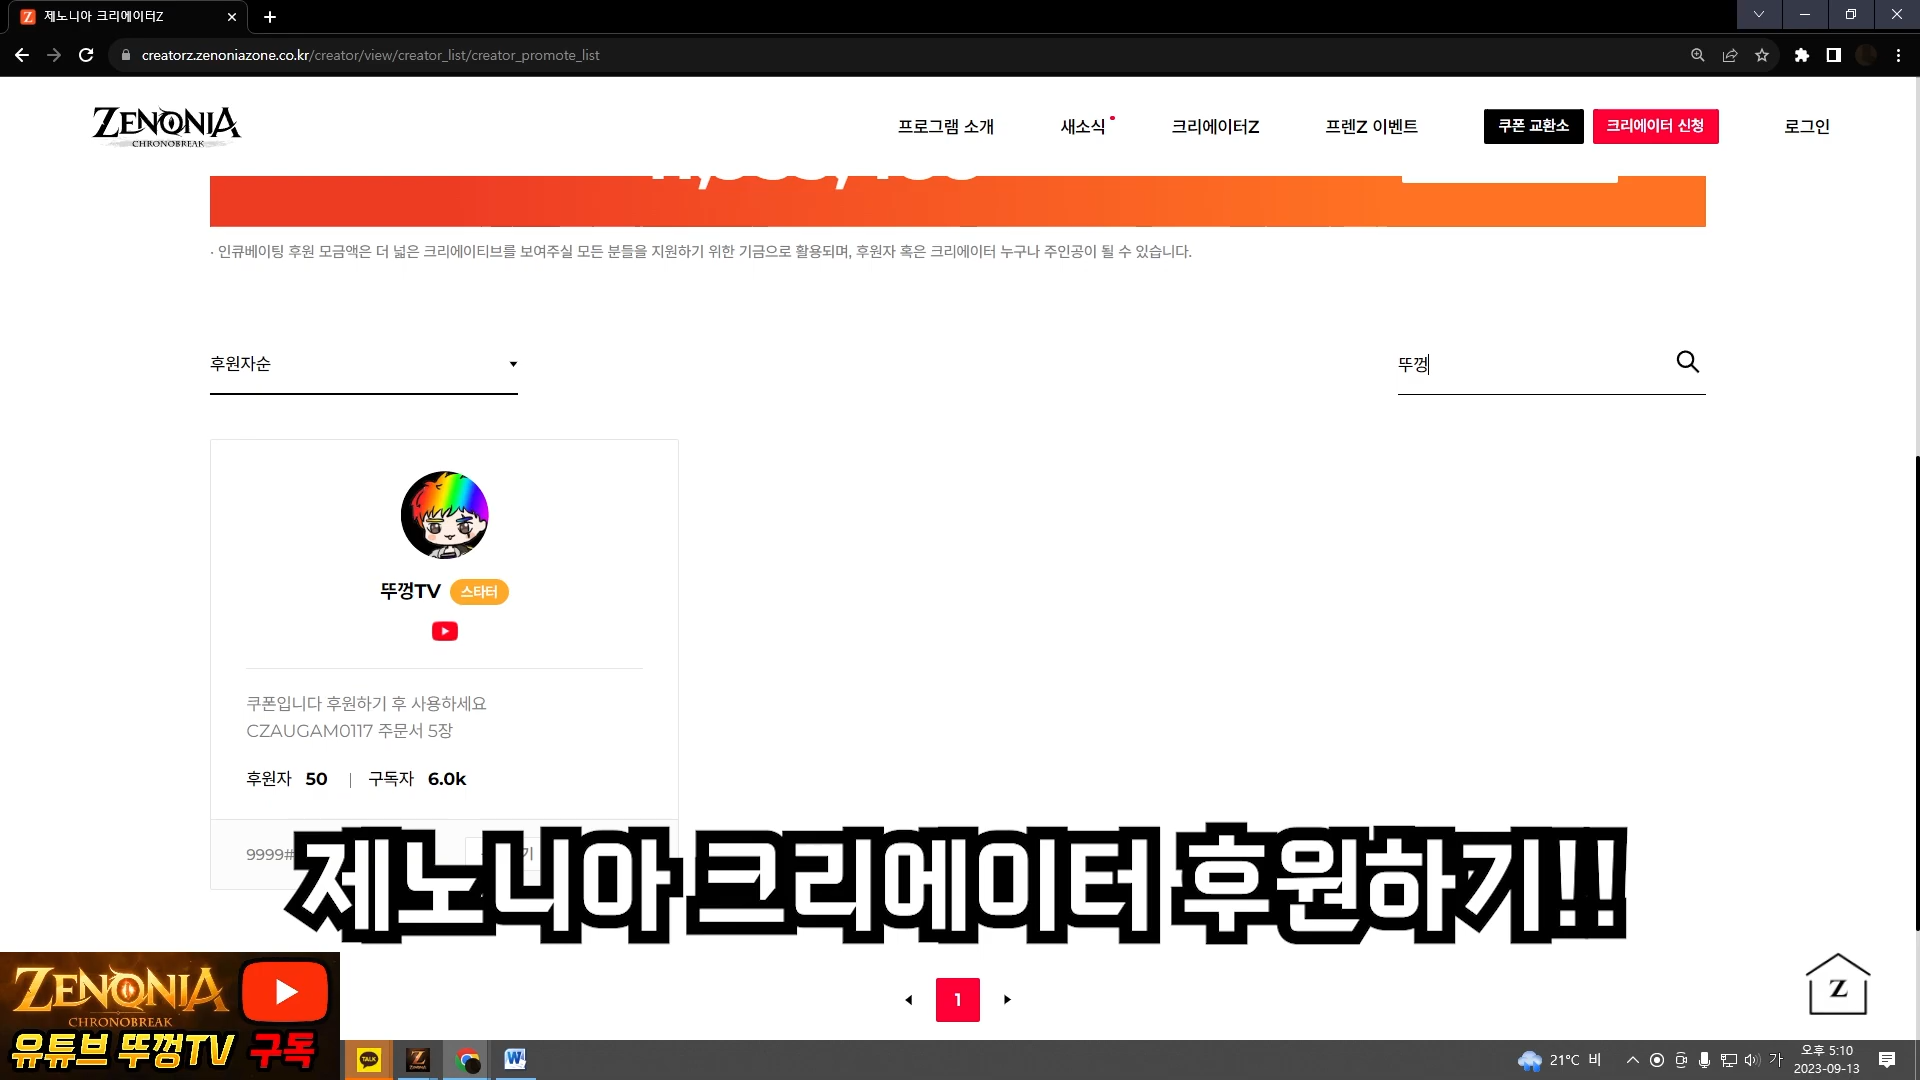 제노니아 크리에이터Z
creatorz.zenoniazone.co.kr/creator/view/creator_list/creator_promote_list
ZENONIA
CHRONOBREAK
프로그램 소개
새소식
크리에이터Z
프렌Z 이벤트
쿠폰 교환소
크리에이터 신청
로그인
· 인큐베이팅 후원 모금액은 더 넓은 크리에이티브를 보여주실 모든 분들을 지원하기 위한 기금으로 활용되며, 후원자 혹은 크리에이터 누구나 주인공이 될 수 있습니다.
후원자순
뚜껑
뚜껑TV 스타터
쿠폰입니다 후원하기 후 사용하세요
CZAUGAM0117 주문서 5장
후원자 50 | 구독자 6.0k
9999#
제노니아 크리에이터 후원하기!!
1
Z
ZENONIA
CHRONOBREAK
유튜브 뚜껑TV 구독
TALK
21°C 비
가
오후 5:10
2023-09-13